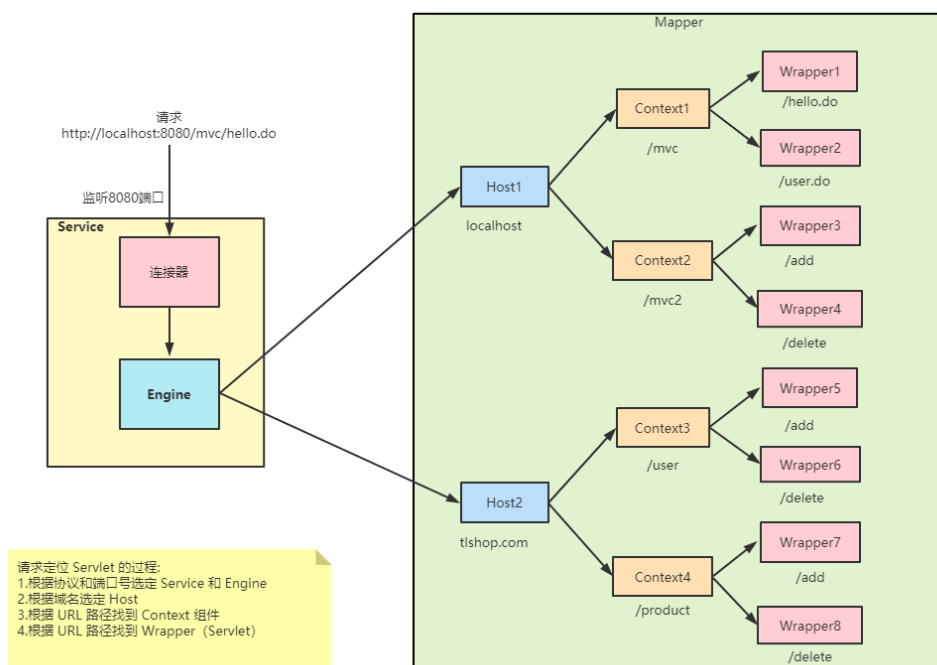 Mapper
请求
http://localhost:8080/mvc/hello.do
监听8080端口
Service
连接器
Engine
Host1
localhost
Host2
tlshop.com
Context1
/mvc
Context2
/mvc2
Context3
/user
Context4
/product
Wrapper1
/hello.do
Wrapper2
/user.do
Wrapper3
/add
Wrapper4
/delete
Wrapper5
/add
Wrapper6
/delete
Wrapper7
/add
Wrapper8
/delete
请求定位 Servlet 的过程:
1.根据协议和端口号选定 Service 和 Engine
2.根据域名选定 Host
3.根据 URL 路径找到 Context 组件
4.根据 URL 路径找到 Wrapper（Servlet）